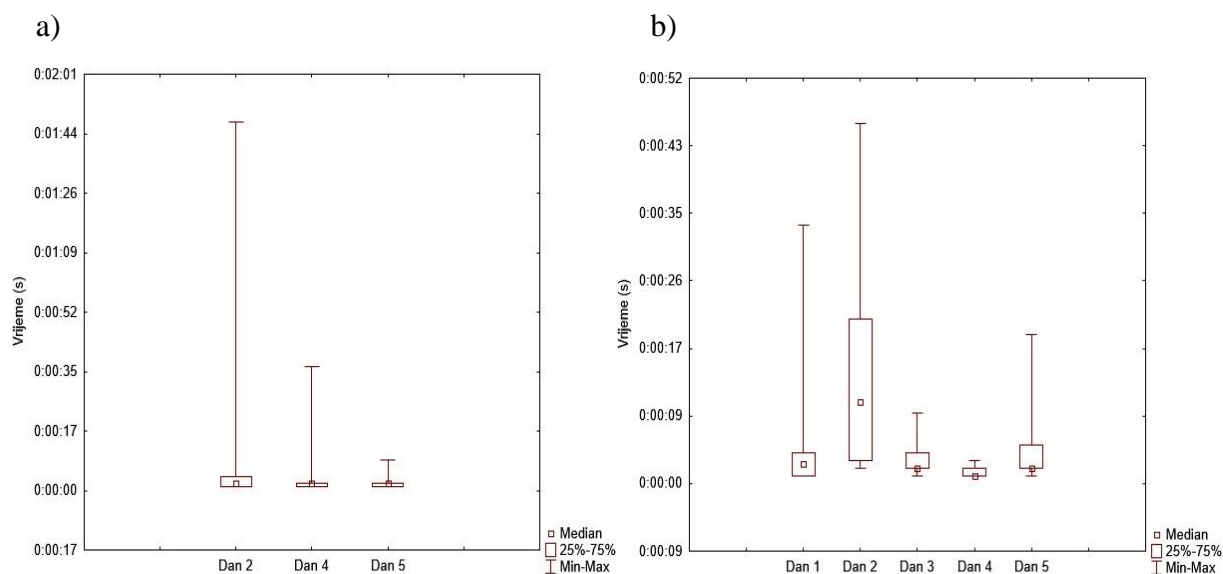 a)
0:02:01
0:01:44
0:01:26
0:01:09
0:00:52
0:00:35
0:00:17
0:00:00
0:00:17
Vrijeme (s)
Dan 2 Dan 4 Dan 5
Median
25%-75%
Min-Max
b)
0:00:52
0:00:43
0:00:35
0:00:26
0:00:17
0:00:09
0:00:00
0:00:09
Vrijeme (s)
Dan 1 Dan 2 Dan 3 Dan 4 Dan 5
Median
25%-75%
Min-Max